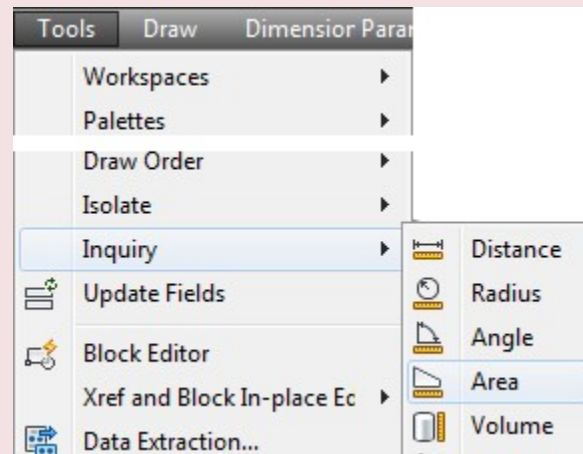 Tools Draw Dimension Parar
Workspaces
Palettes
Draw Order
Isolate
Inquiry
Update Fields
Block Editor
Xref and Block In-place Ec
Data Extraction...
Distance
Radius
Angle
Area
Volume